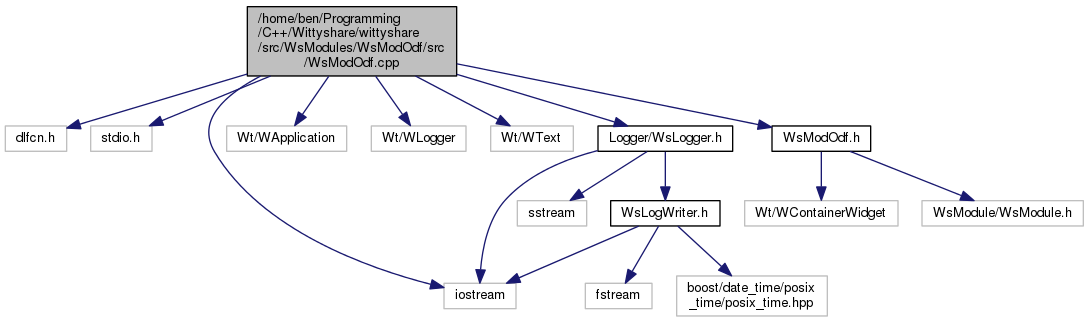 /home/ben/Programming
/C++/Wittyshare/wittyshare
/src/WsModules/WsModOdf/src
/WsModOdf.cpp
dlfcn.h
stdio.h
Wt/WApplication
Wt/WLogger
Wt/WText
Logger/WsLogger.h
WsModOdf.h
sstream
WsLogWriter.h
Wt/WContainerWidget
WsModule/WsModule.h
iostream
fstream
boost/date_time/posix
_time/posix_time.hpp